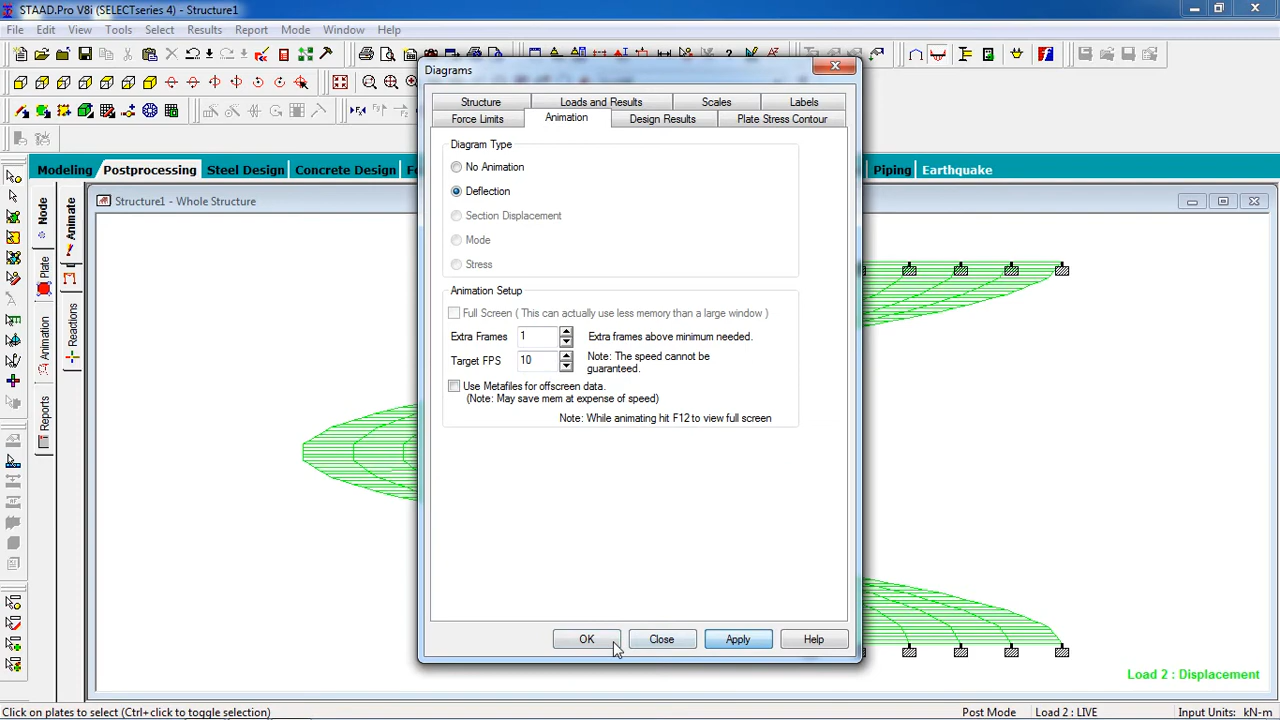 STAAD.Pro V8i (SELECTseries 4) - Structure1
File Edit View Tools Select Results Report Mode Window Help
Modeling Postprocessing Steel Design Concrete Design Fo Piping Earthquake
Structure1 - Whole Structure
Node
Plate
Animation
Reports
Animate
Reactions
Diagrams
Structure Loads and Results Scales Labels
Force Limits Animation Design Results Plate Stress Contour
Diagram Type
No Animation
Deflection
Section Displacement
Mode
Stress
Animation Setup
Full Screen ( This can actually use less memory than a large window )
Extra Frames 1 Extra frames above minimum needed.
Target FPS 10 Note: The speed cannot be
guaranteed.
Use Metafiles for offscreen data.
(Note: May save mem at expense of speed)
Note: While animating hit F12 to view full screen
OK Close Apply Help
Load 2 : Displacement
Click on plates to select (Ctrl+click to toggle selection) Post Mode Load 2 : LIVE Input Units: kN-m